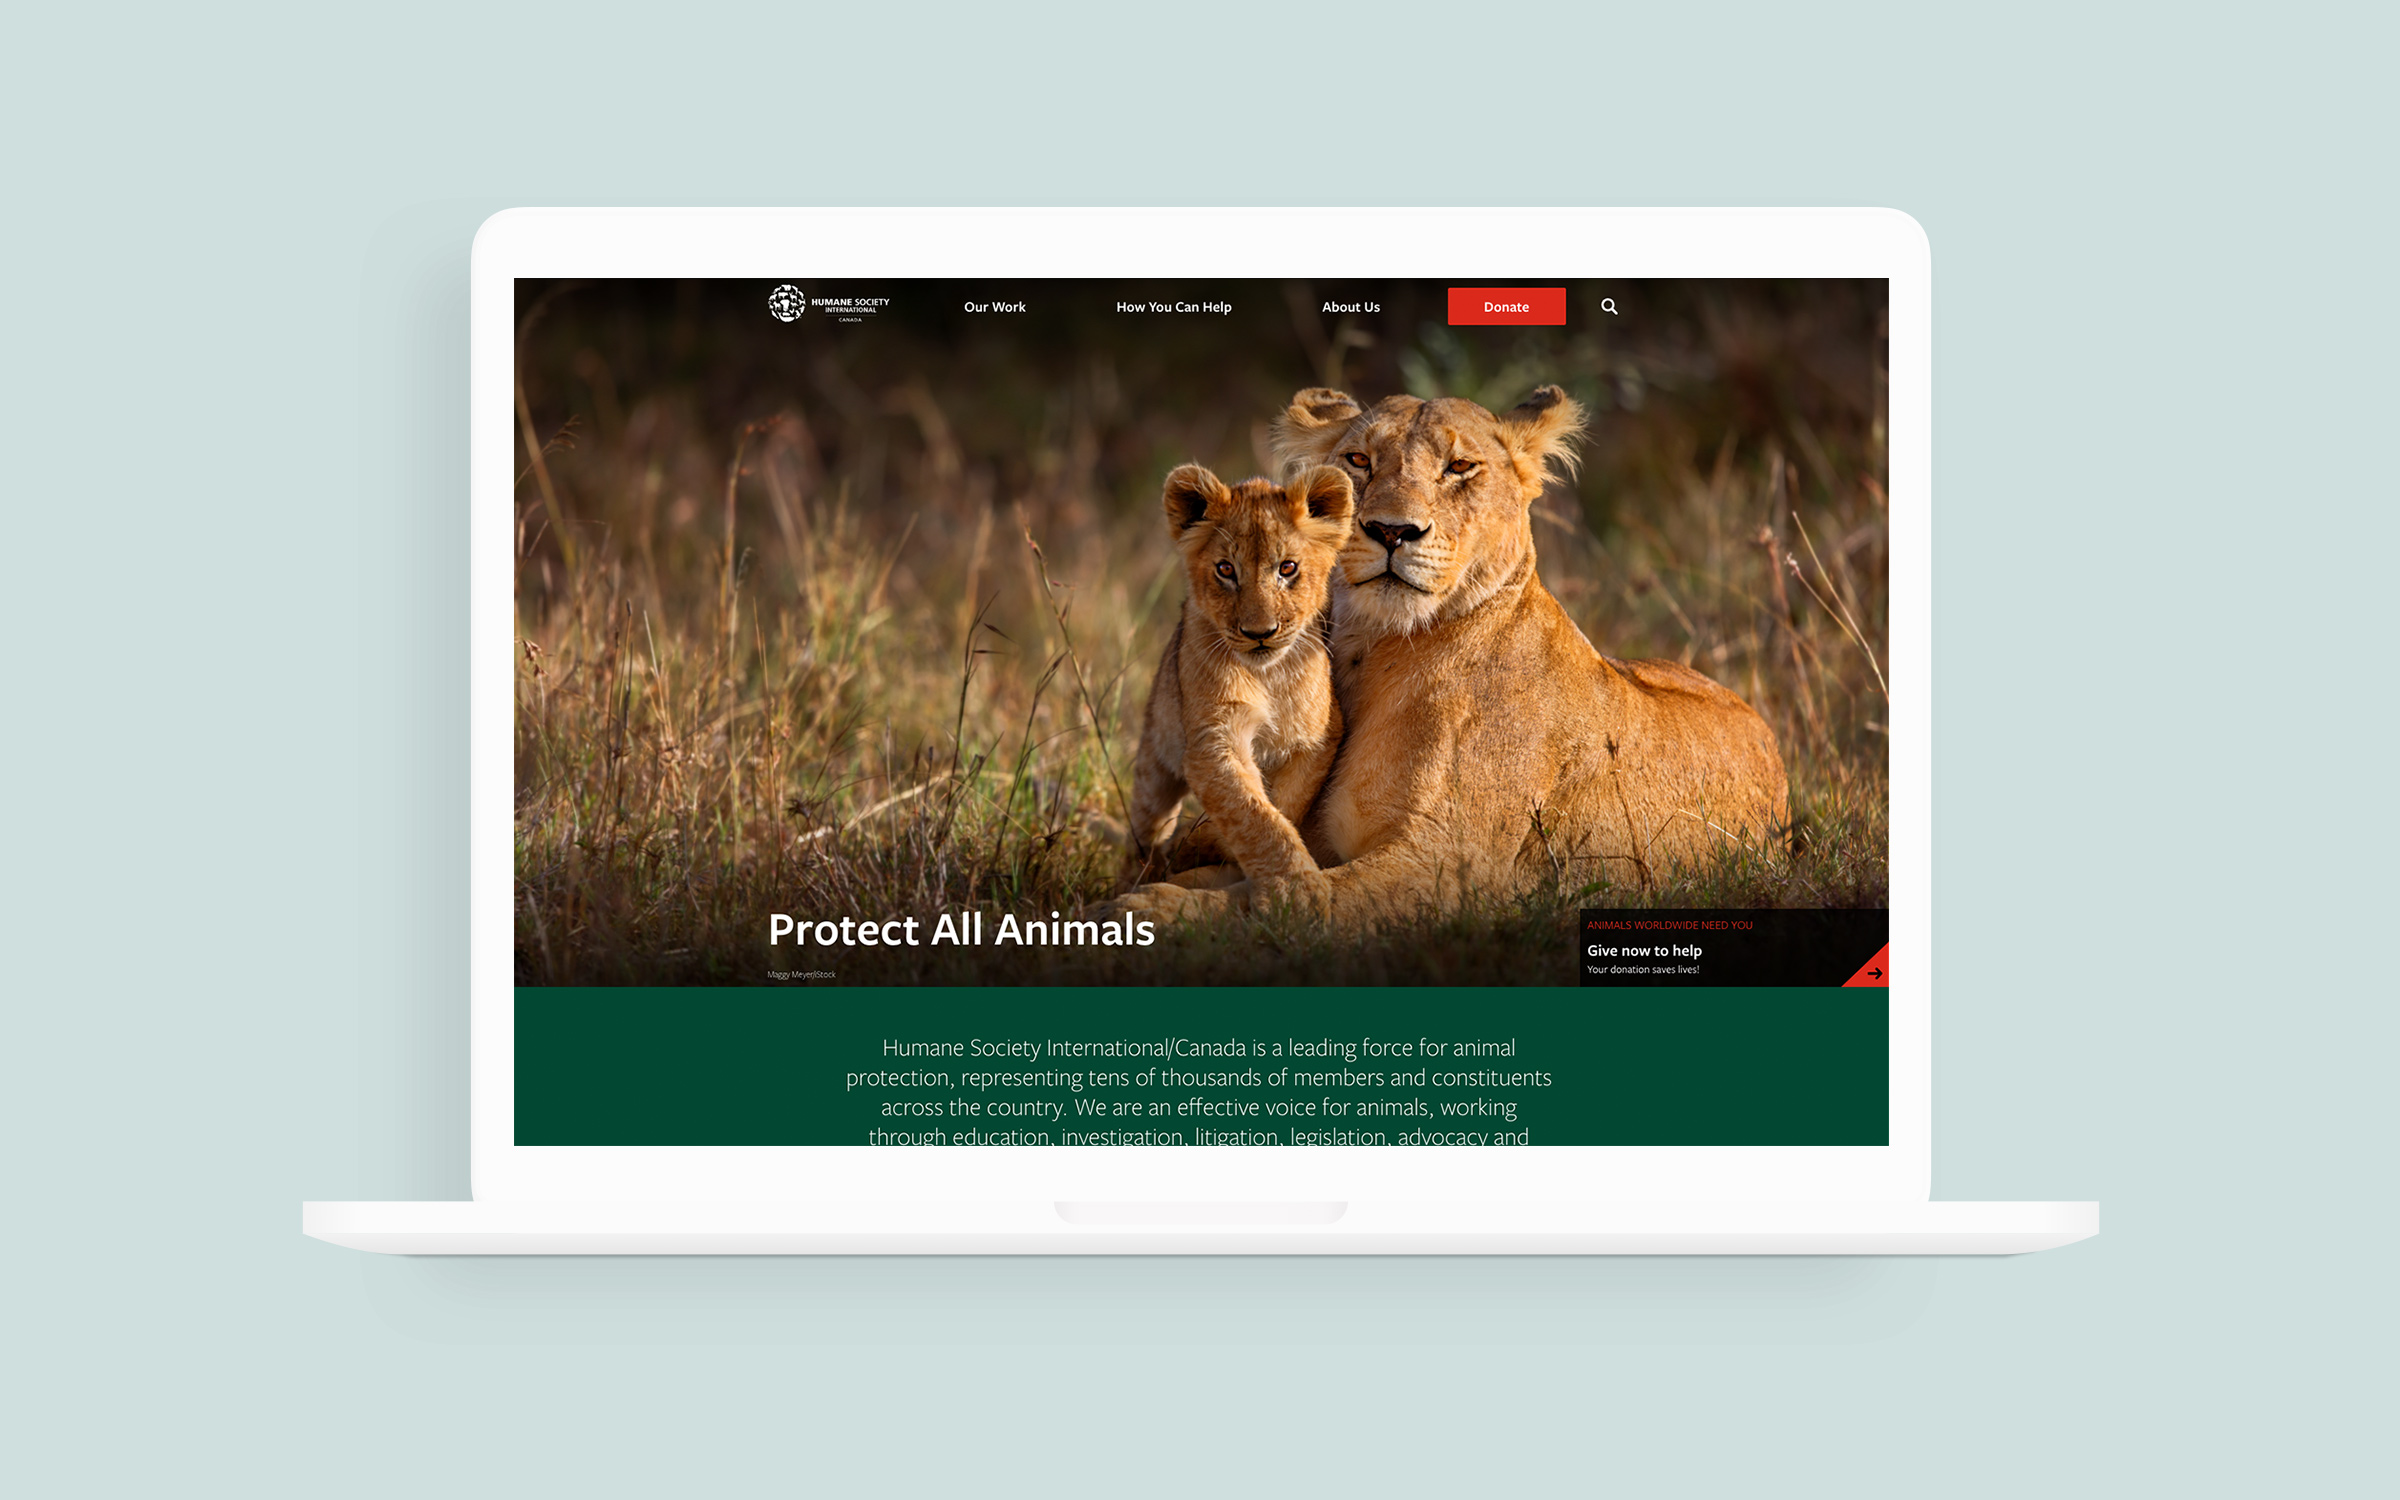 HUMANE SOCIETY
INTERNATIONAL
CANADA
Our Work
How You Can Help
About Us
Donate
Protect All Animals
Maggy Meyer/iStock
ANIMALS WORLDWIDE NEED YOU
Give now to help
Your donation saves lives!
Humane Society International/Canada is a leading force for animal
protection, representing tens of thousands of members and constituents
across the country. We are an effective voice for animals, working
through education, investigation, litigation, legislation, advocacy and